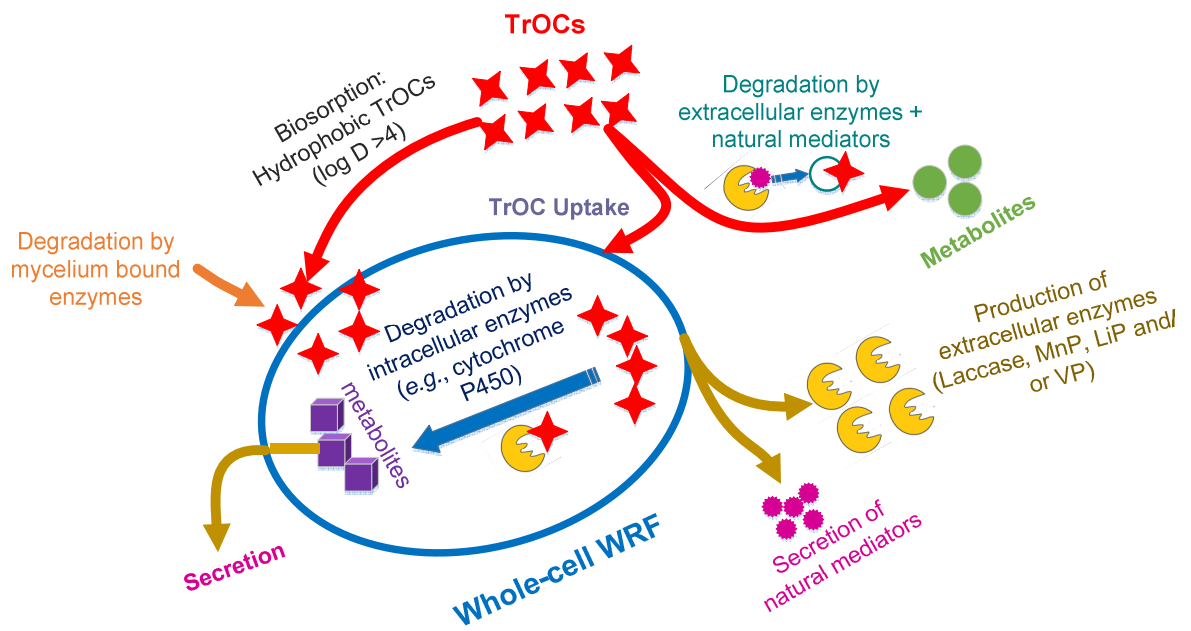 TrOCs
Biosorption:
Hydrophobic TrOCs
(log D >4)
Degradation by
extracellular enzymes +
natural mediators
TrOC Uptake
Metabolites
Degradation by
mycelium bound
enzymes
Degradation by
intracellular enzymes
(e.g., cytochrome
P450)
metabolites
Production of
extracellular enzymes
(Laccase, MnP, LiP and/
or VP)
Secretion
Whole-cell WRF
Secretion of
natural mediators